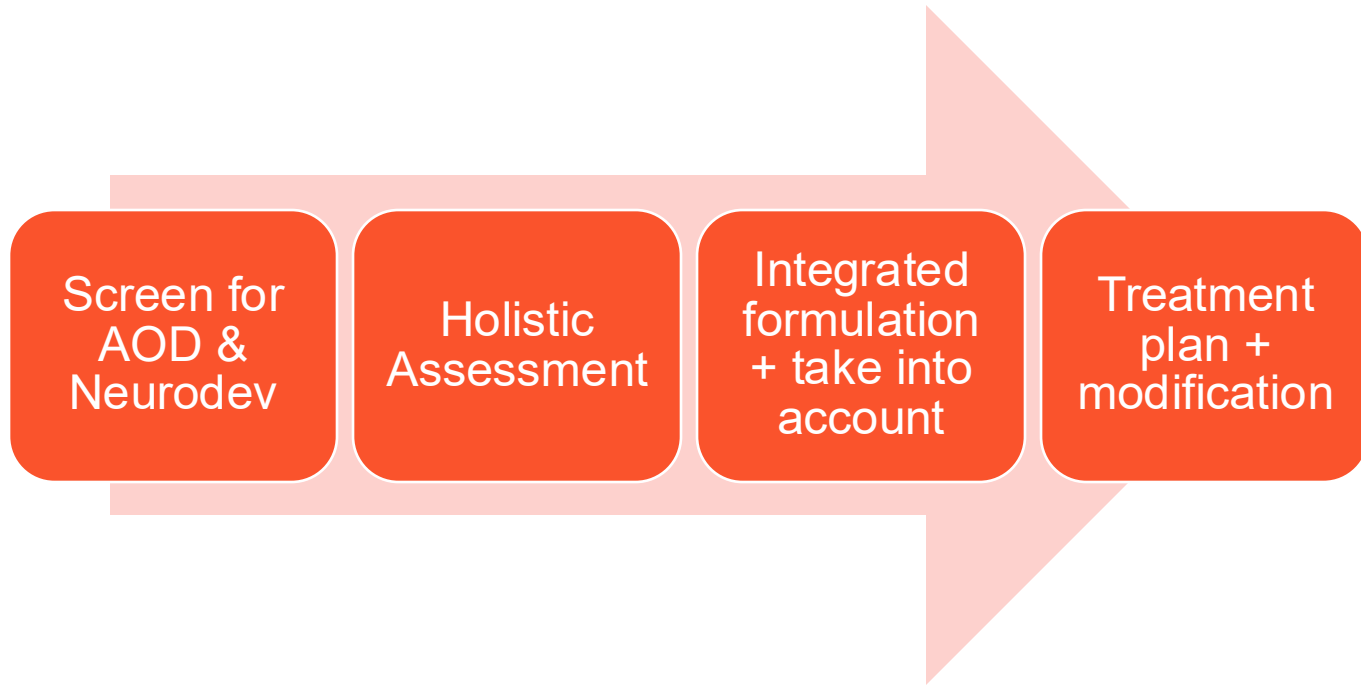 Screen for
AOD &
Neurodev
Holistic
Assessment
Integrated
formulation
+ take into
account
Treatment
plan +
modification